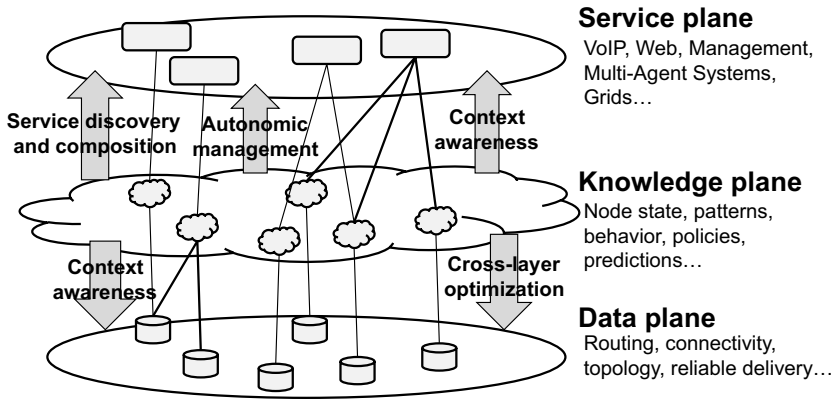 Service plane
VoIP, Web, Management,
Multi-Agent Systems,
Grids…
Service discovery
and composition
Autonomic
management
Context
awareness
Knowledge plane
Node state, patterns,
behavior, policies,
predictions…
Context
awareness
Cross-layer
optimization
Data plane
Routing, connectivity,
topology, reliable delivery…